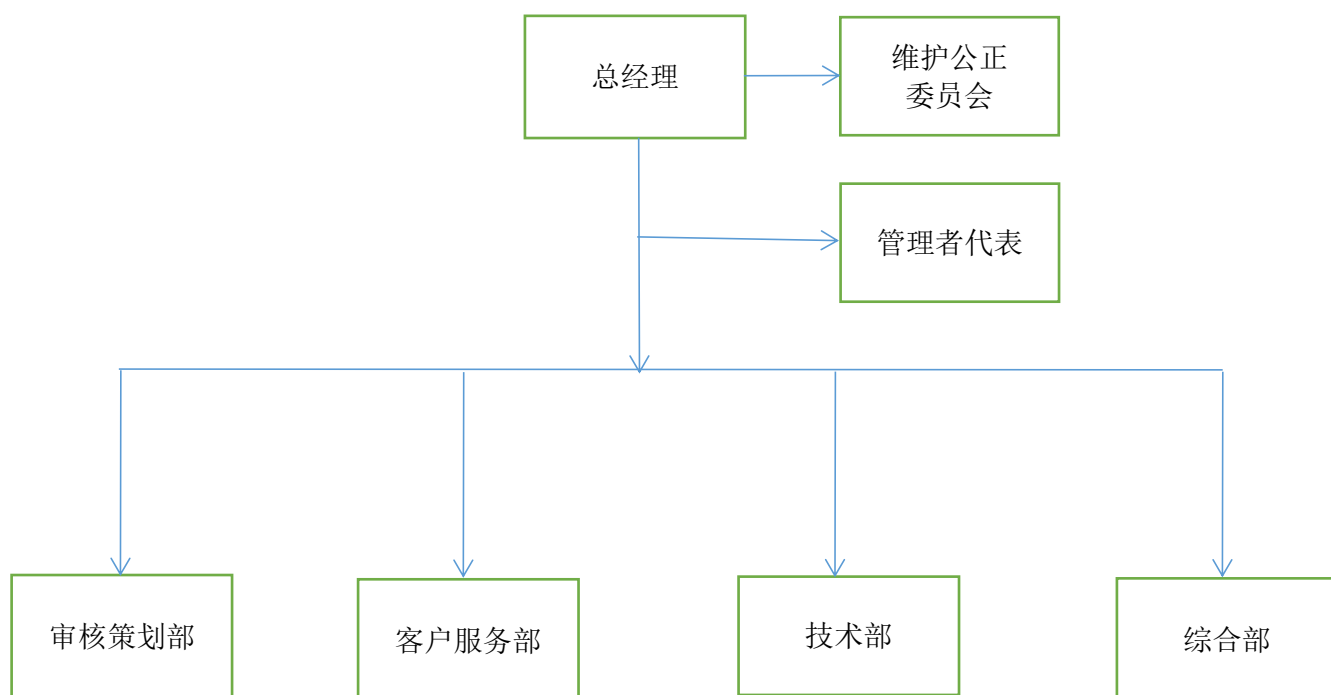 总经理
维护公正
委员会
管理者代表
审核策划部
客户服务部
技术部
综合部